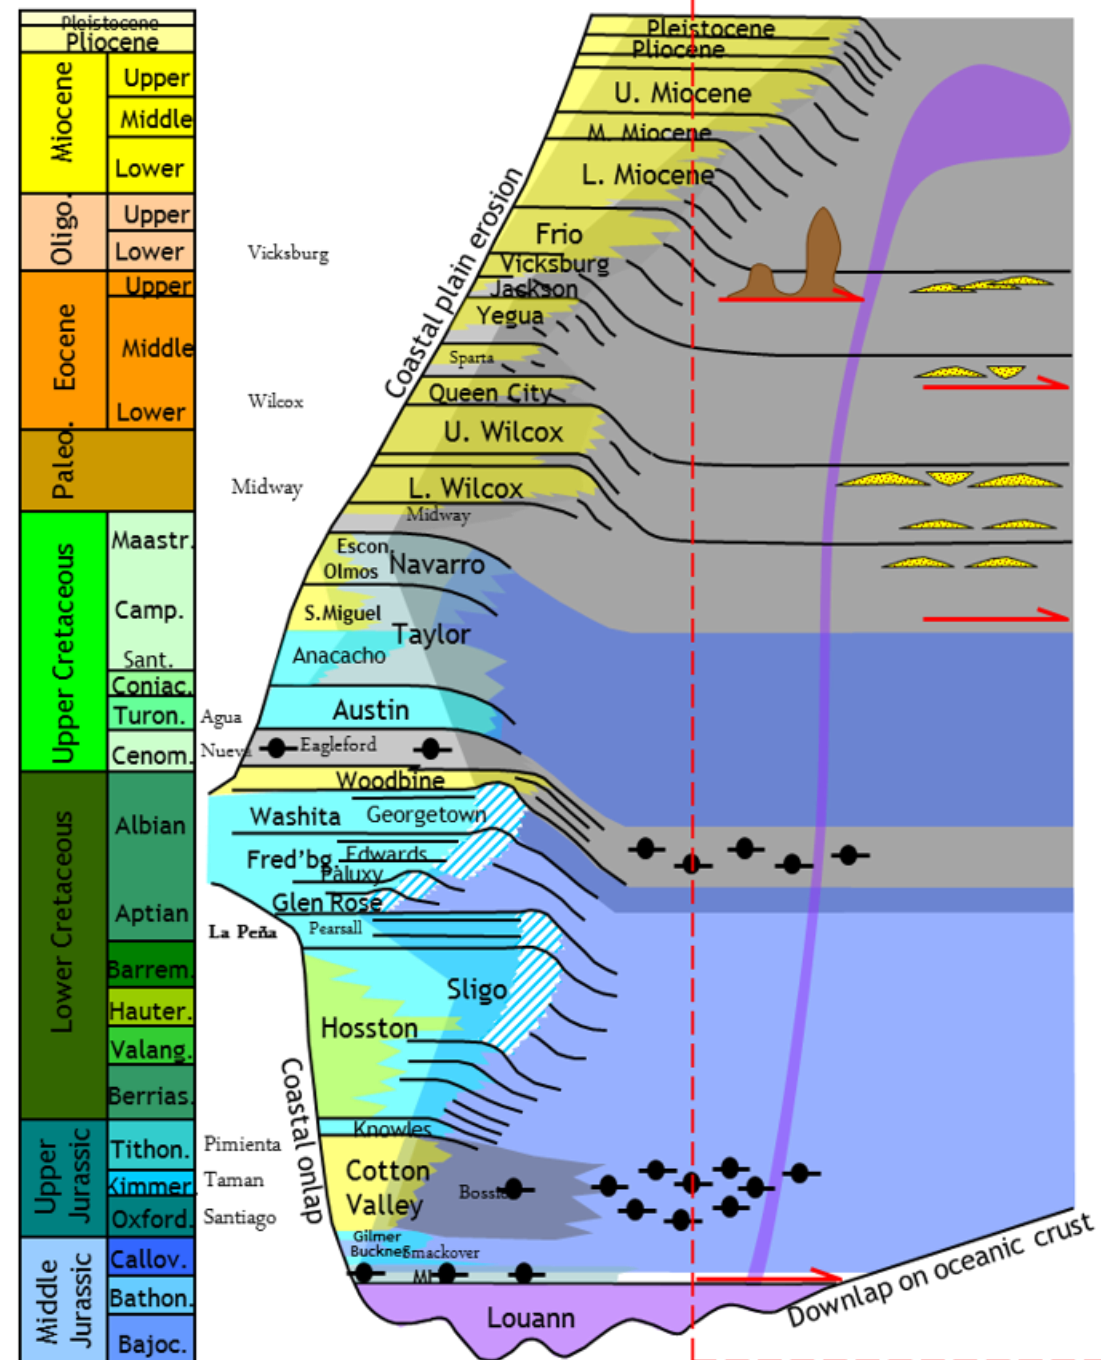 Pleistocene
Pliocene
Miocene
Upper
Middle
Lower
Oligo.
Upper
Lower
Eocene
Upper
Middle
Lower
Paleo.
Upper Cretaceous
Maastr.
Camp.
Sant.
Coniac.
Turon.
Cenom.
Lower Cretaceous
Albian
Aptian
Barrem.
Hauter.
Valang.
Berrias.
Upper
Jurassic
Tithon.
Kimmer.
Oxford.
Middle
Jurassic
Callov.
Bathon.
Bajoc.
Vicksburg
Wilcox
Midway
Agua
Nueva
La Peña
Pimienta
Taman
Santiago
Coastal plain erosion
Coastal onlap
Pleistocene
Pliocene
U. Miocene
M. Miocene
L. Miocene
Frio
Vicksburg
Jackson
Yegua
Sparta
Queen City
U. Wilcox
L. Wilcox
Midway
Escon.
Olmos
Navarro
S.Miguel
Taylor
Anacacho
Austin
Eagleford
Woodbine
Washita
Georgetown
Fred’bg.
Edwards
Paluxy
Glen Rose
Pearsall
Sligo
Hosston
Knowles
Cotton
Valley
Gilmer
Buckner
Smackover
Louann
Downlap on oceanic crust